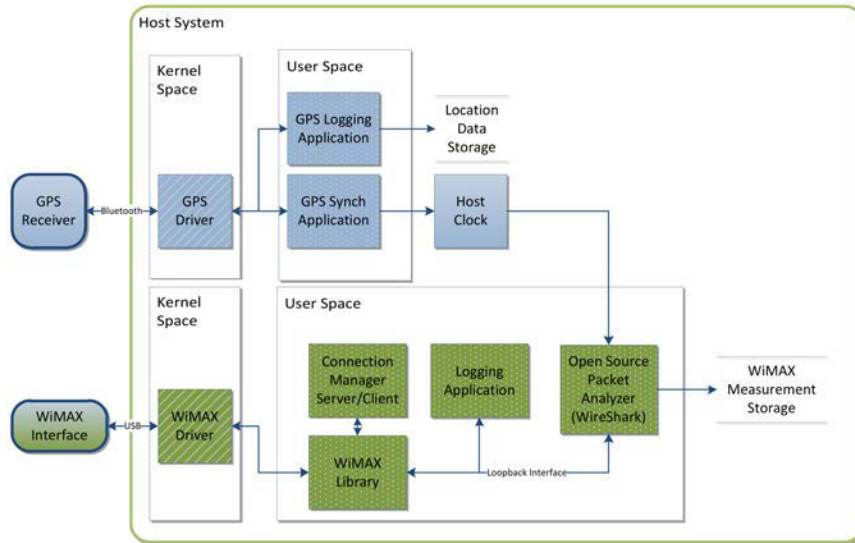 Host System
Kernel
Space
User Space
GPS Logging
Application
Location
Data
Storage
GPS
Receiver
Bluetooth
GPS
Driver
GPS Synch
Application
Host
Clock
Kernel
Space
User Space
Connection
Manager
Server/Client
Logging
Application
Open Source
Packet
Analyzer
(WireShark)
WiMAX
Measurement
Storage
WiMAX
Interface
USB
WiMAX
Driver
WiMAX
Library
Loopback Interface